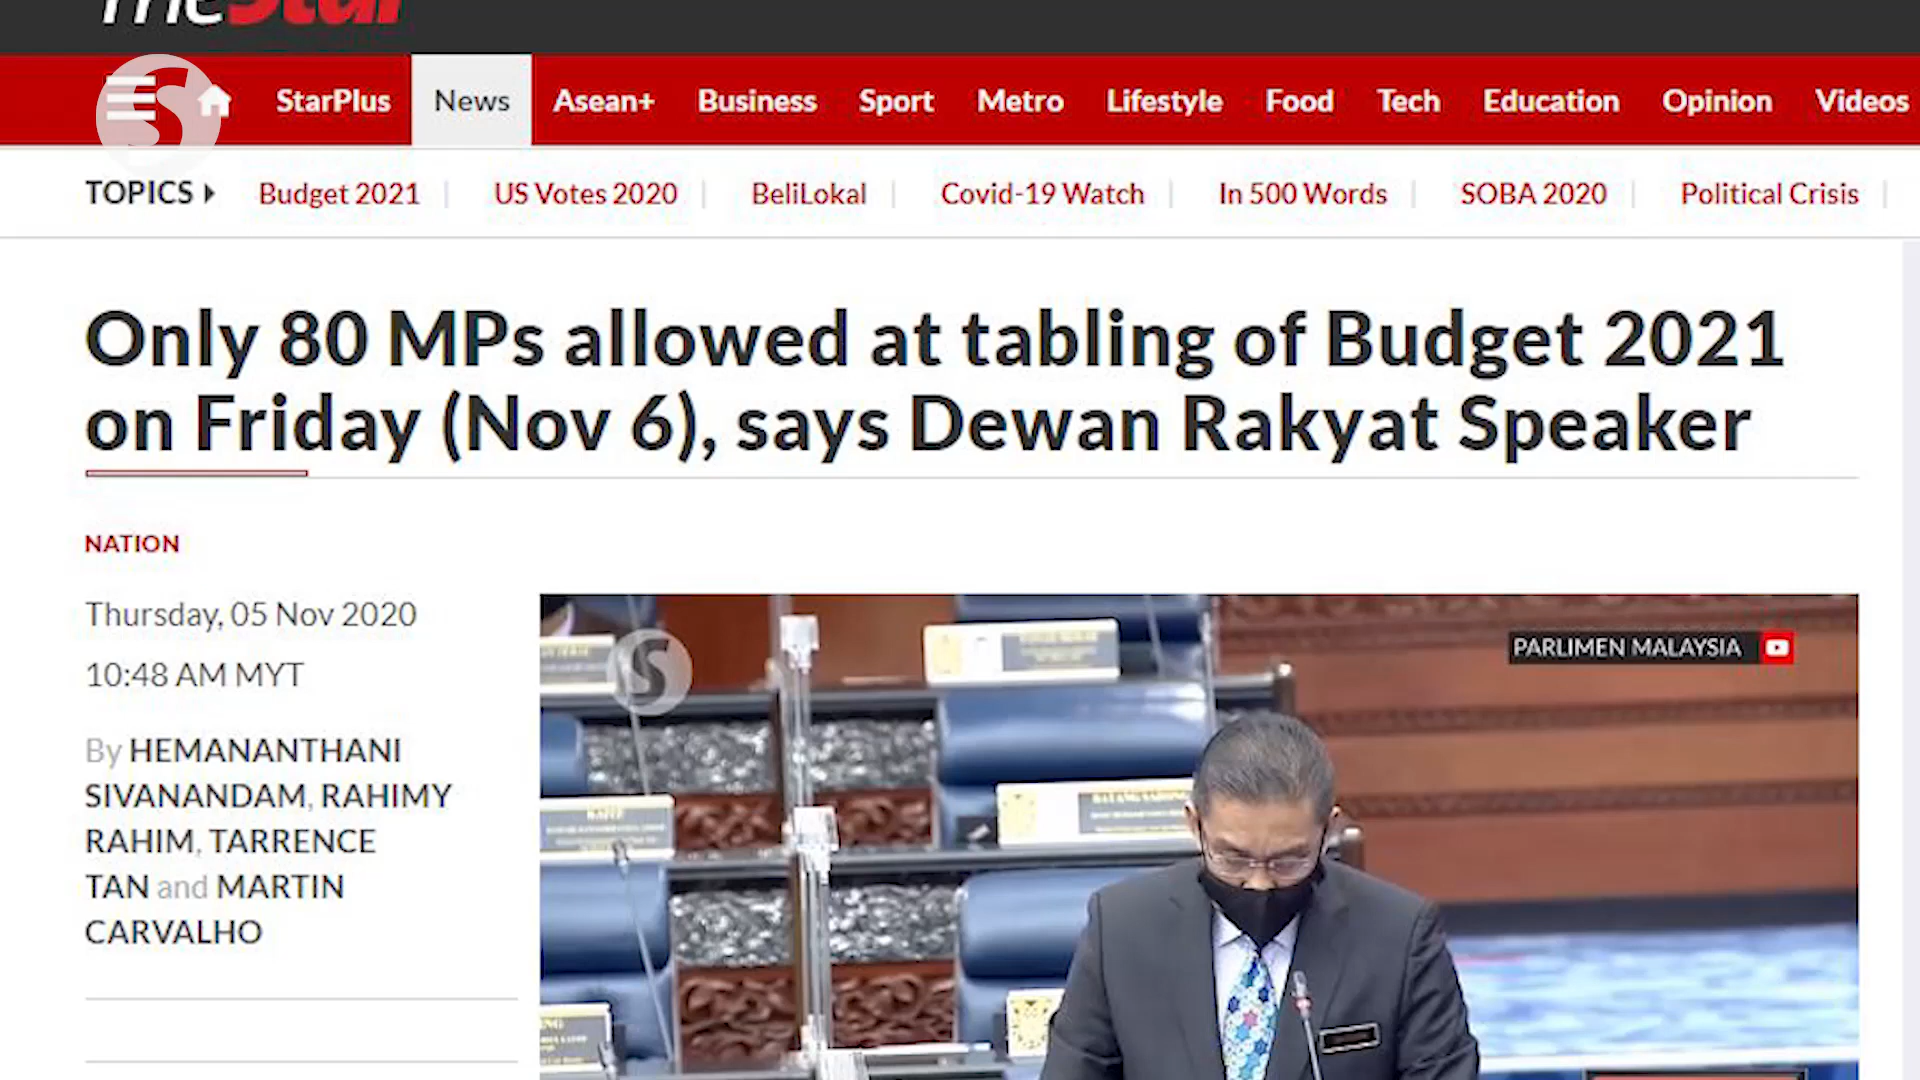 TheStar
StarPlus News Asean+ Business Sport Metro Lifestyle Food Tech Education Opinion Videos
TOPICS Budget 2021 US Votes 2020 BeliLokal Covid-19 Watch In 500 Words SOBA 2020 Political Crisis
Only 80 MPs allowed at tabling of Budget 2021
on Friday (Nov 6), says Dewan Rakyat Speaker
NATION
Thursday, 05 Nov 2020
10:48 AM MYT
By HEMANANTHANI
SIVANANDAM, RAHIMY
RAHIM, TARRENCE
TAN and MARTIN
CARVALHO
PARLIMEN MALAYSIA